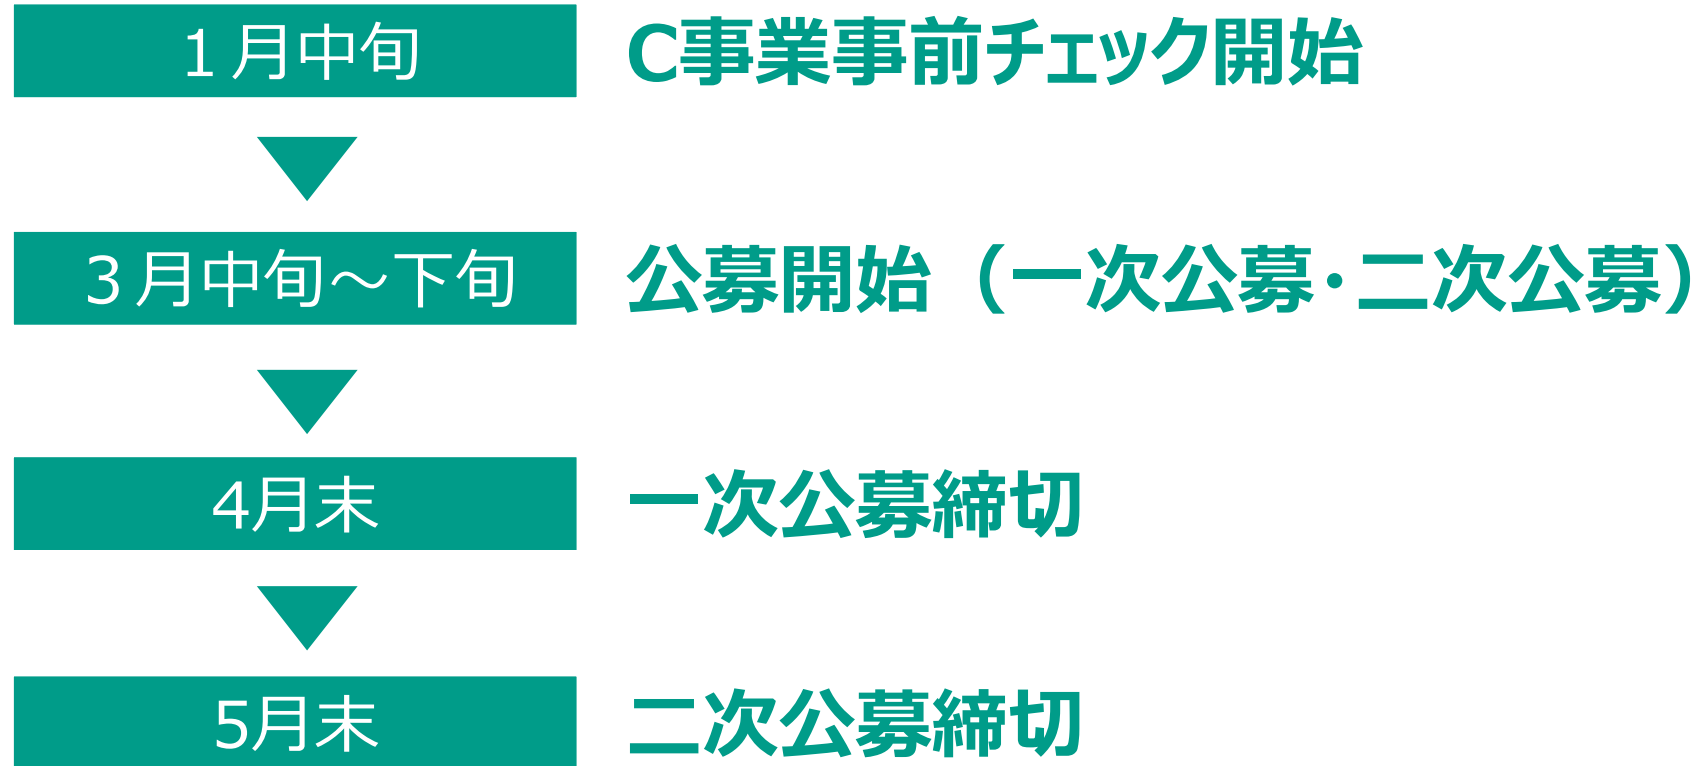 １月中旬
C事業事前チェック開始
３月中旬～下旬
公募開始（一次公募･二次公募）
4月末
一次公募締切
5月末
二次公募締切